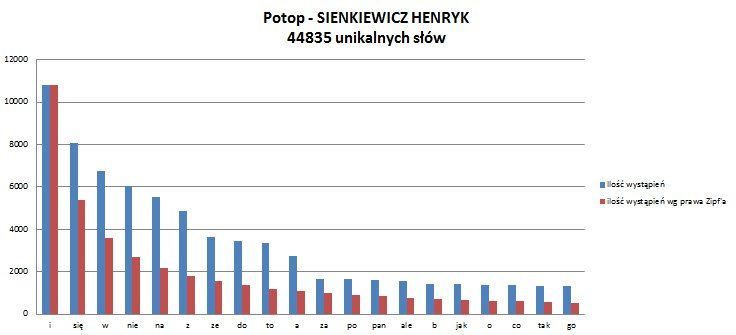 Potop - SIENKIEWICZ HENRYK
44835 unikalnych słów
12000
10000
8000
6000
4000
2000
0
i się w nie na z ze do to a za po pan ale b jak o co tak go
Ilość wystąpień
ilość wystąpień wg prawa Zipf'a